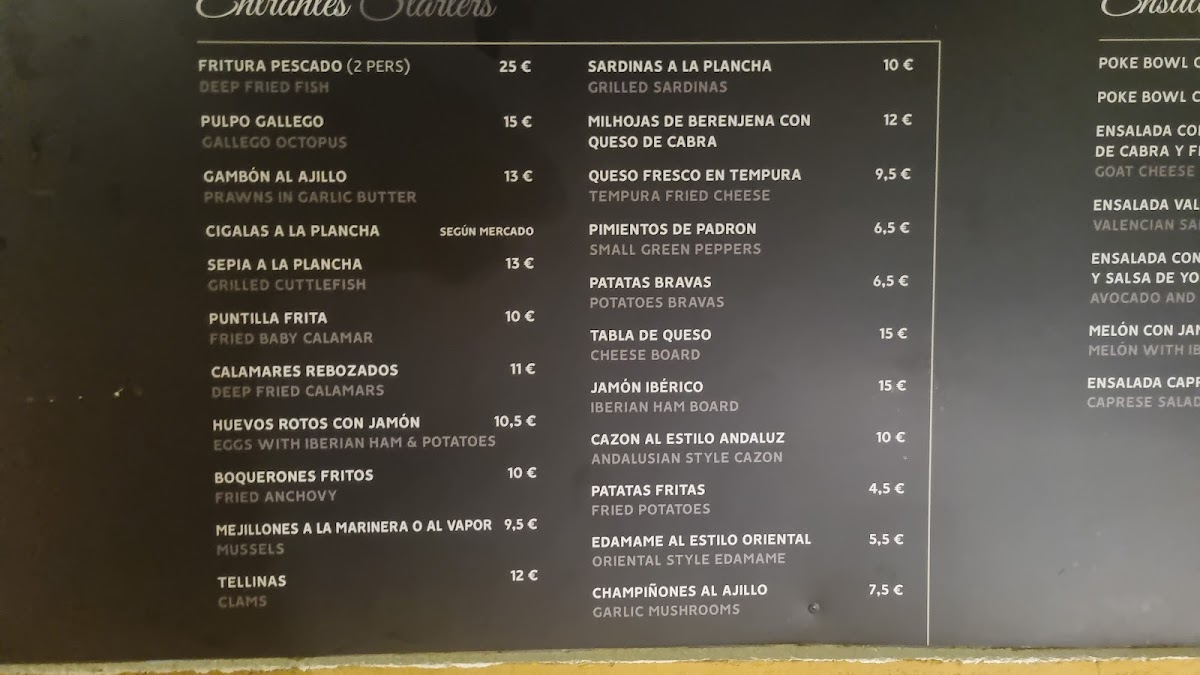 Entrantes Starters
FRITURA PESCADO (2 PERS) 25 €
DEEP FRIED FISH
PULPO GALLEGO 15 €
GALLEGO OCTOPUS
GAMBÓN AL AJILLO 13 €
PRAWNS IN GARLIC BUTTER
CIGALAS A LA PLANCHA SEGÚN MERCADO
SEPIA A LA PLANCHA 13 €
GRILLED CUTTLEFISH
PUNTILLA FRITA 10 €
FRIED BABY CALAMAR
CALAMARES REBOZADOS 11 €
DEEP FRIED CALAMARS
HUEVOS ROTOS CON JAMÓN 10,5 €
EGGS WITH IBERIAN HAM & POTATOES
BOQUERONES FRITOS 10 €
FRIED ANCHOVY
MEJILLONES A LA MARINERA O AL VAPOR 9,5 €
MUSSELS
TELLINAS 12 €
CLAMS
SARDINAS A LA PLANCHA 10 €
GRILLED SARDINAS
MILHOJAS DE BERENJENA CON 12 €
QUESO DE CABRA
QUESO FRESCO EN TEMPURA 9,5 €
TEMPURA FRIED CHEESE
PIMIENTOS DE PADRON 6,5 €
SMALL GREEN PEPPERS
PATATAS BRAVAS 6,5 €
POTATOES BRAVAS
TABLA DE QUESO 15 €
CHEESE BOARD
JAMÓN IBÉRICO 15 €
IBERIAN HAM BOARD
CAZON AL ESTILO ANDALUZ 10 €
ANDALUSIAN STYLE CAZON
PATATAS FRITAS 4,5 €
FRIED POTATOES
EDAMAME AL ESTILO ORIENTAL 5,5 €
ORIENTAL STYLE EDAMAME
CHAMPIÑONES AL AJILLO 7,5 €
GARLIC MUSHROOMS
POKE BOWL
POKE BOWL
ENSALADA
DE CABRA Y
GOAT CHEESE
ENSALADA
VALENCIAN
ENSALADA CON
Y SALSA DE
AVOCADO AND
MELÓN CON
MELÓN WITH
ENSALADA
CAPRESE SALAD